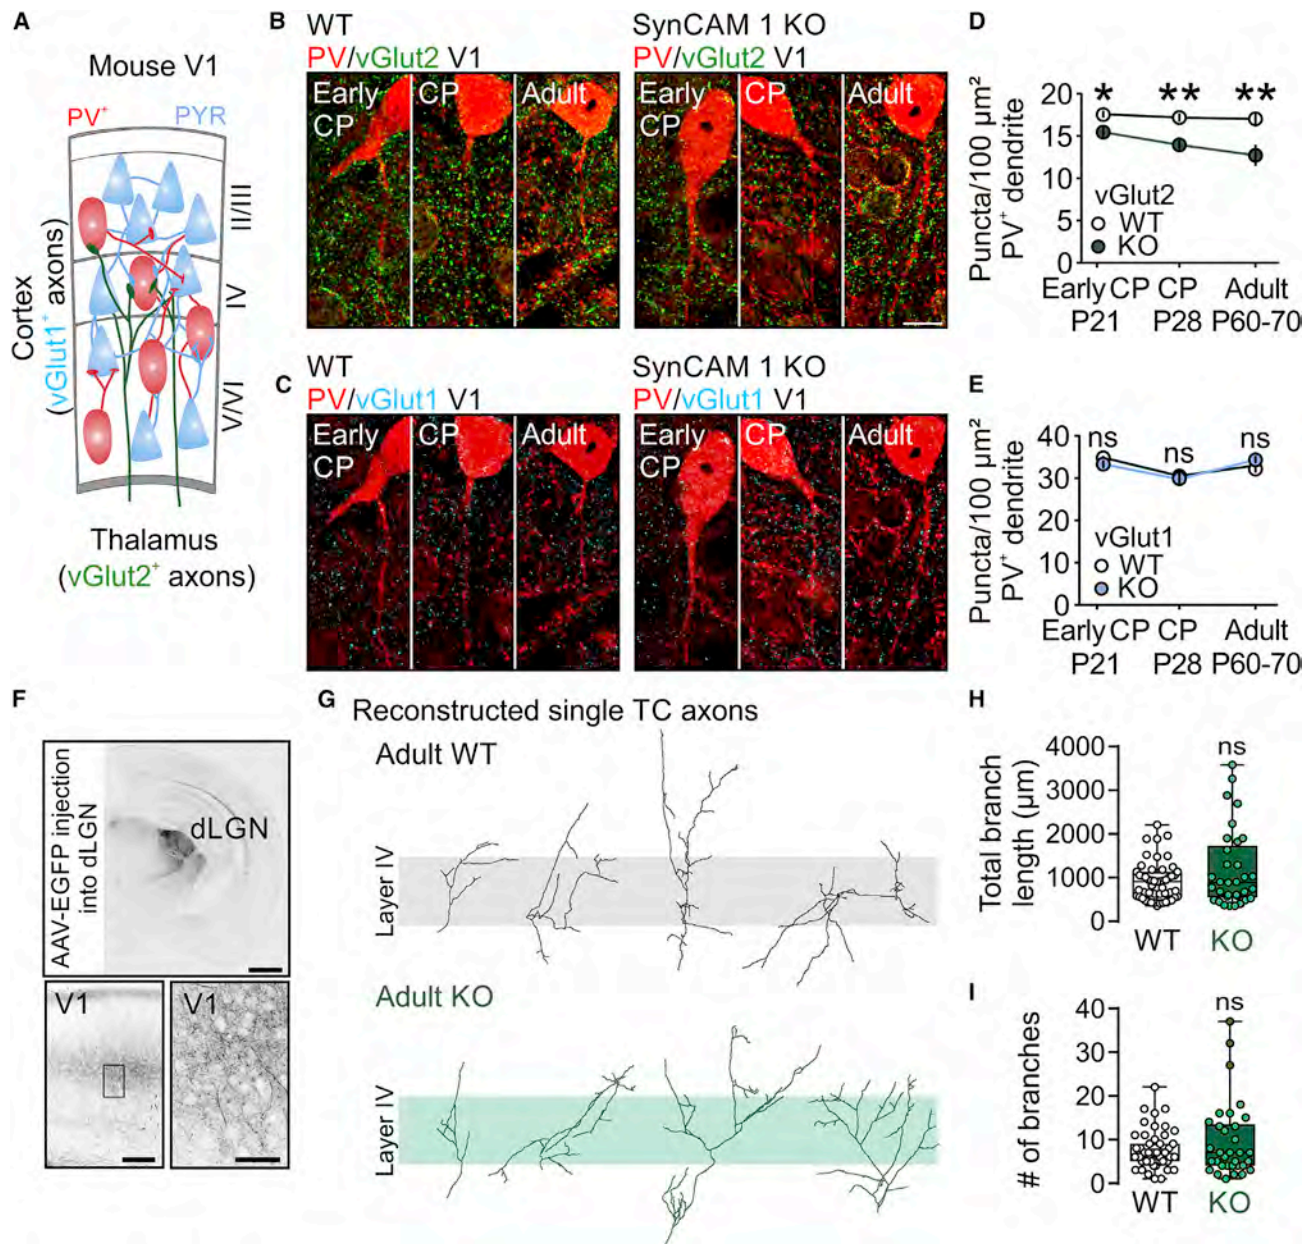 A
Mouse V1
PV⁺ PYR
II/III
IV
V/VI
Cortex
(vGlut1⁺ axons)
Thalamus
(vGlut2⁺ axons)
B
WT
PV/vGlut2 V1
Early CP Adult
CP
SynCAM 1 KO
PV/vGlut2 V1
Early CP Adult
CP
C
WT
PV/vGlut1 V1
Early CP Adult
CP
SynCAM 1 KO
PV/vGlut1 V1
Early CP Adult
CP
D
Puncta/100 µm²
PV⁺ dendrite
20
15
10
5
0
* ** **
vGlut2
WT
KO
Early CP CP Adult
P21 P28 P60-70
E
Puncta/100 µm²
PV⁺ dendrite
40
30
20
10
0
ns ns ns
vGlut1
WT
KO
Early CP CP Adult
P21 P28 P60-70
F
AAV-EGFP injection
into dLGN
dLGN
V1
V1
G
Reconstructed single TC axons
Adult WT
Layer IV
Adult KO
Layer IV
H
Total branch
length (µm)
4000
3000
2000
1000
0
ns
WT KO
I
# of branches
40
30
20
10
0
ns
WT KO